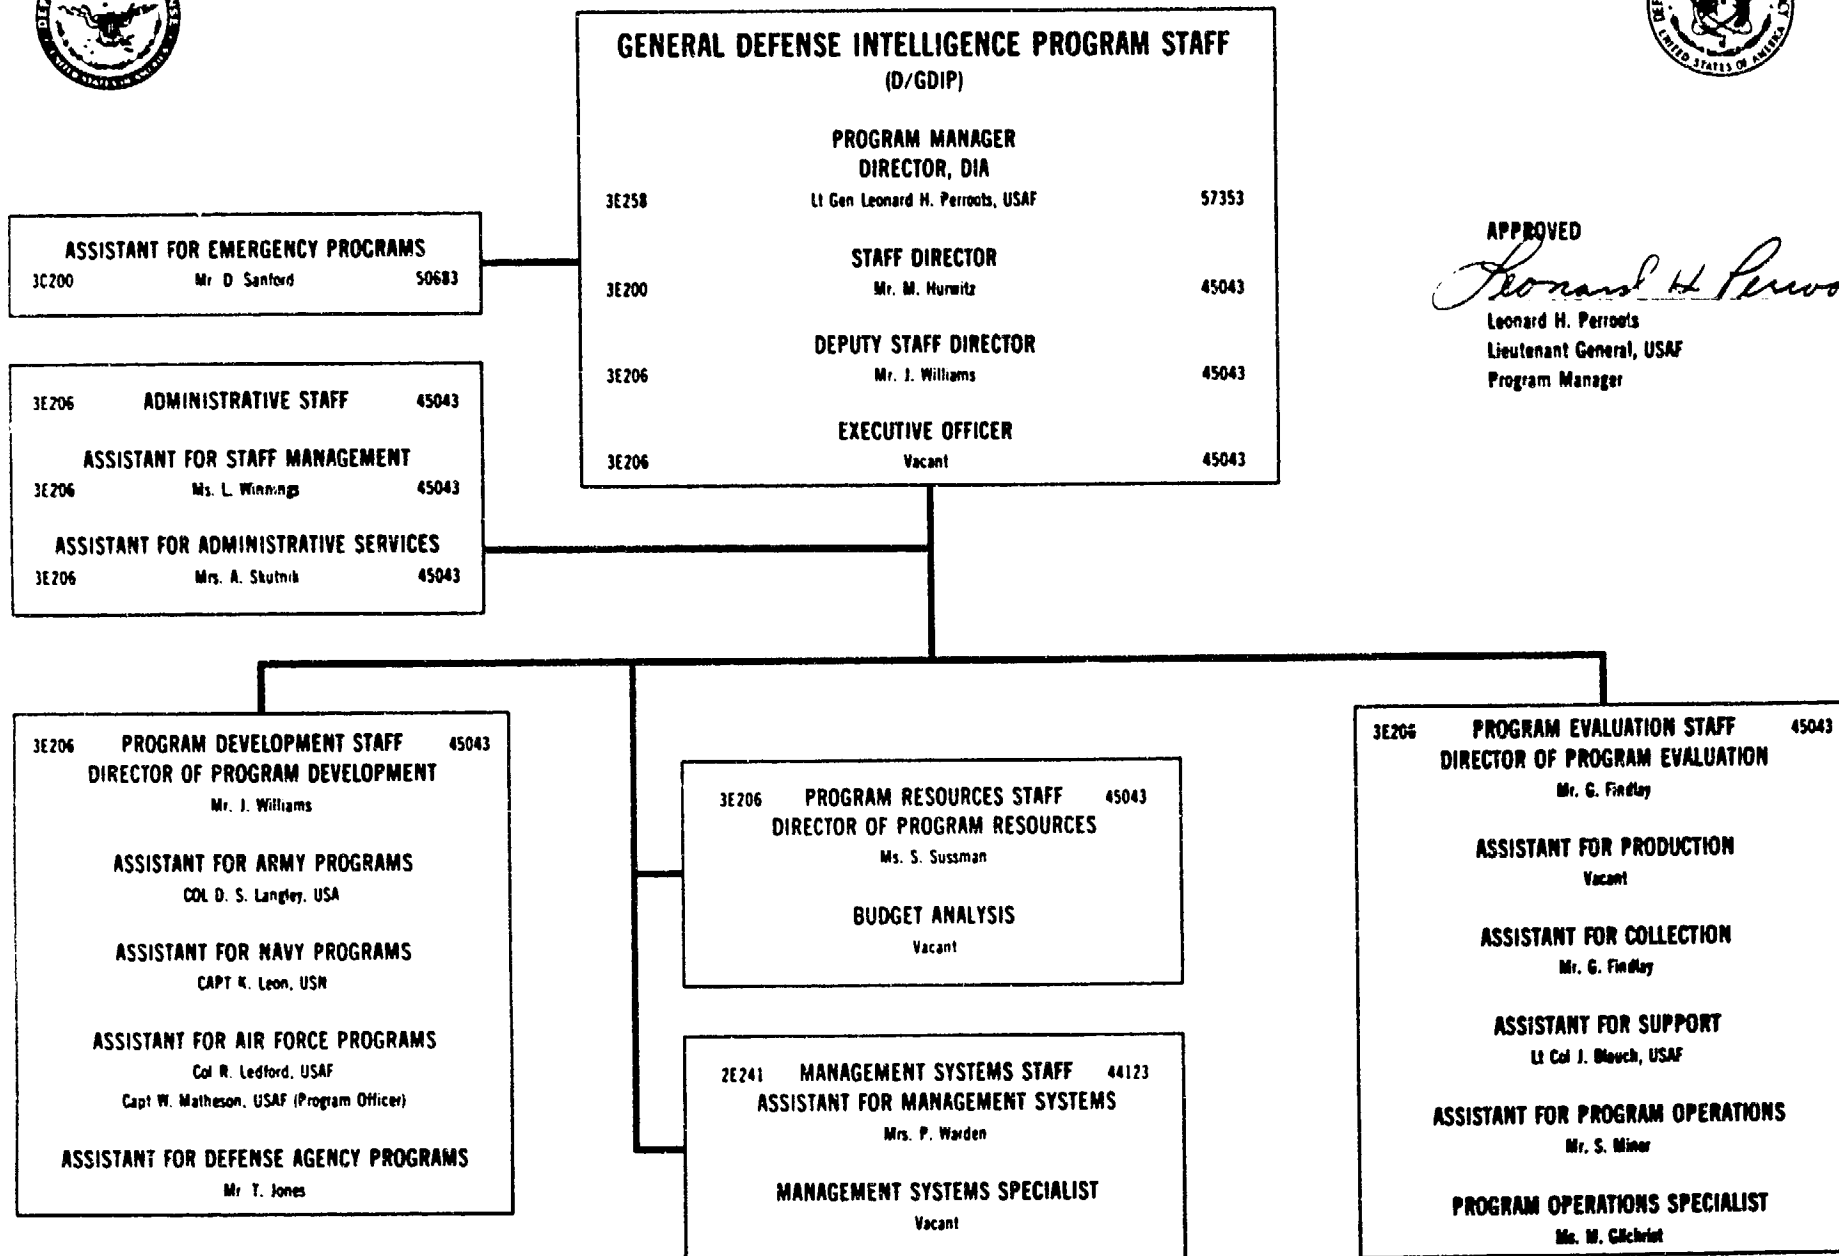 GENERAL DEFENSE INTELLIGENCE PROGRAM STAFF
(D/GDIP)
PROGRAM MANAGER
DIRECTOR, DIA
3E258 Lt Gen Leonard H. Perroots, USAF 57353
STAFF DIRECTOR
3E200 Mr. M. Hurwitz 45043
DEPUTY STAFF DIRECTOR
3E206 Mr. J. Williams 45043
EXECUTIVE OFFICER
3E206 Vacant 45043
UNITED STATES OF AMERICA
ASSISTANT FOR EMERGENCY PROGRAMS
3C200 Mr D Sanford 50683
APPROVED
Leonard H Perroo
Leonard H. Perroots
Lieutenant General, USAF
Program Manager
3E206 ADMINISTRATIVE STAFF 45043
ASSISTANT FOR STAFF MANAGEMENT
3E206 Ms. L. Winnings 45043
ASSISTANT FOR ADMINISTRATIVE SERVICES
3E206 Mrs. A. Skutnik 45043
3E206 PROGRAM DEVELOPMENT STAFF 45043
DIRECTOR OF PROGRAM DEVELOPMENT
Mr. J. Williams
ASSISTANT FOR ARMY PROGRAMS
COL D. S. Langley, USA
ASSISTANT FOR NAVY PROGRAMS
CAPT K. Leon, USN
ASSISTANT FOR AIR FORCE PROGRAMS
Col R. Ledford, USAF
Capt W. Matheson, USAF (Program Officer)
ASSISTANT FOR DEFENSE AGENCY PROGRAMS
Mr T. Jones
3E206 PROGRAM RESOURCES STAFF 45043
DIRECTOR OF PROGRAM RESOURCES
Ms. S. Sussman
BUDGET ANALYSIS
Vacant
2E241 MANAGEMENT SYSTEMS STAFF 44123
ASSISTANT FOR MANAGEMENT SYSTEMS
Mrs. P. Warden
MANAGEMENT SYSTEMS SPECIALIST
Vacant
3E206 PROGRAM EVALUATION STAFF 45043
DIRECTOR OF PROGRAM EVALUATION
Mr. G. Findlay
ASSISTANT FOR PRODUCTION
Vacant
ASSISTANT FOR COLLECTION
Mr. G. Findlay
ASSISTANT FOR SUPPORT
Lt Col J. Blouch, USAF
ASSISTANT FOR PROGRAM OPERATIONS
Mr. S. Miner
PROGRAM OPERATIONS SPECIALIST
Ms. M. Gilchrist